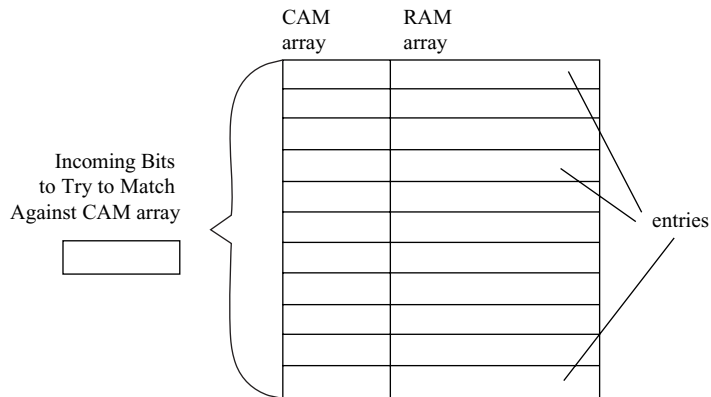 CAM
array
RAM
array
Incoming Bits
to Try to Match
Against CAM array
entries